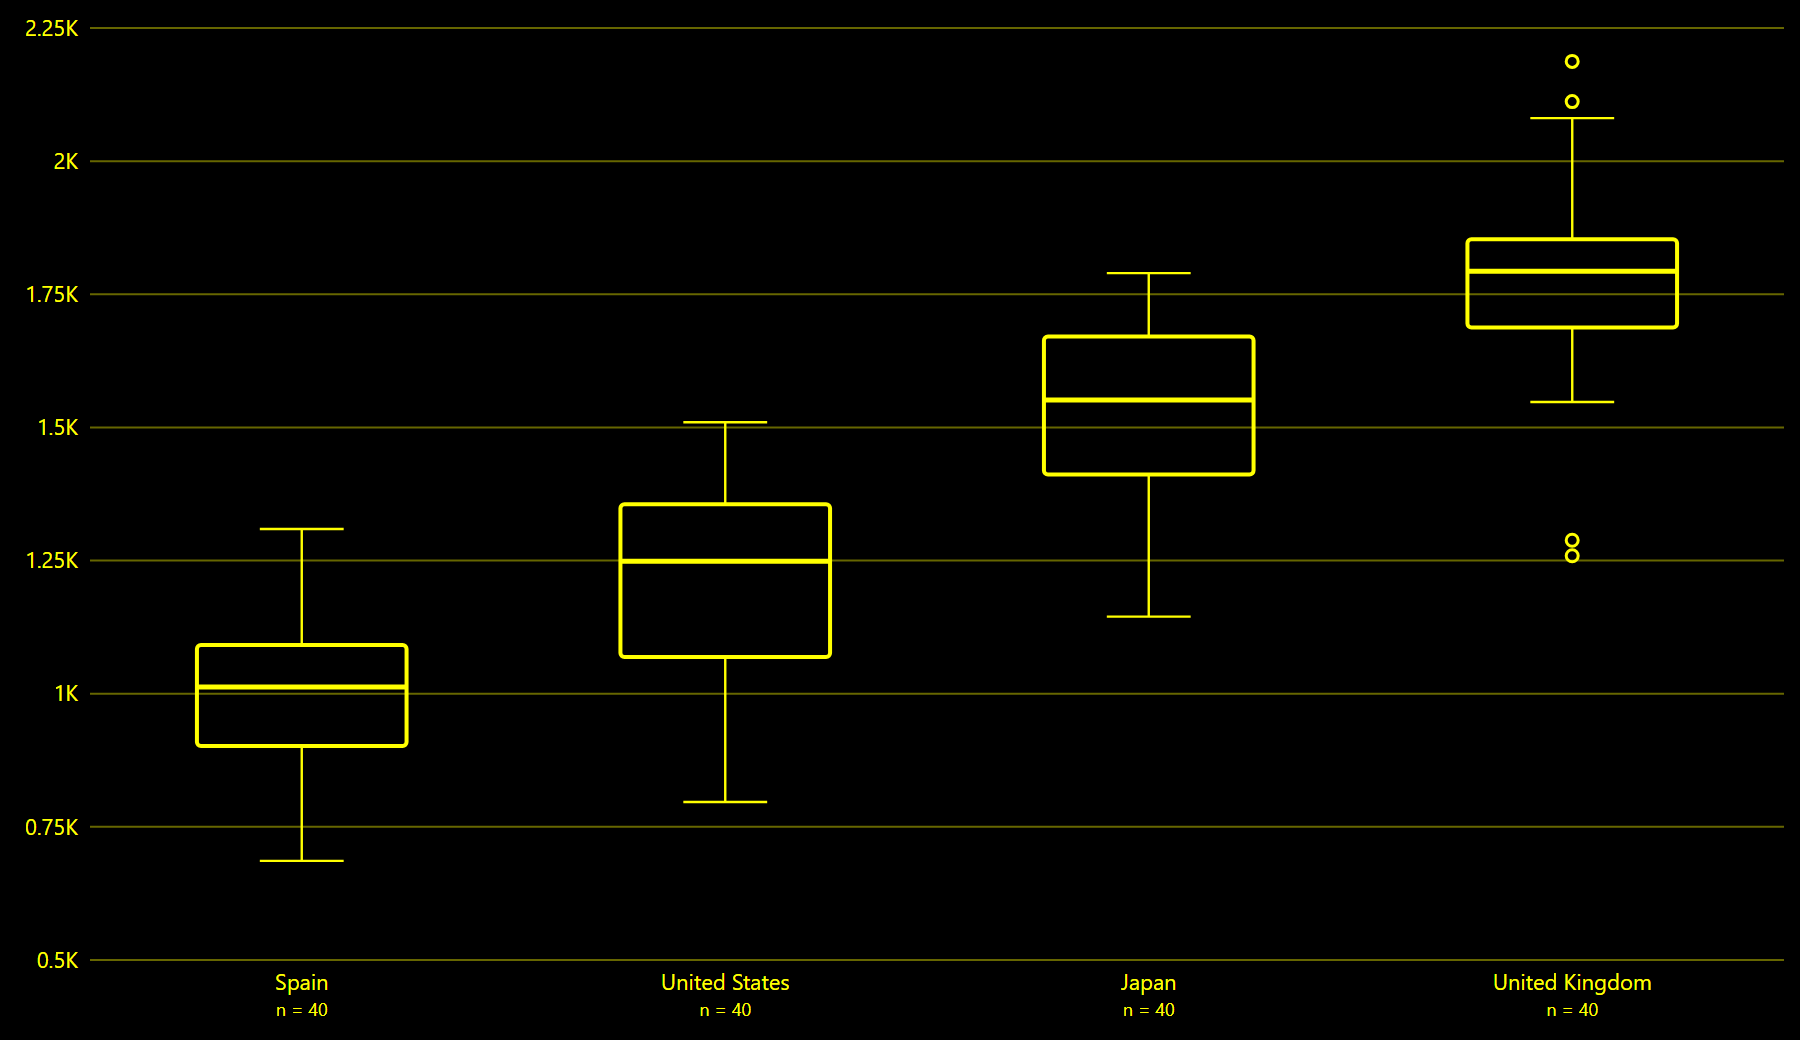 2.25K
2K
1.75K
1.5K
1.25K
1K
0.75K
0.5K
Spain United States Japan United Kingdom
n = 40 n = 40 n = 40 n = 40